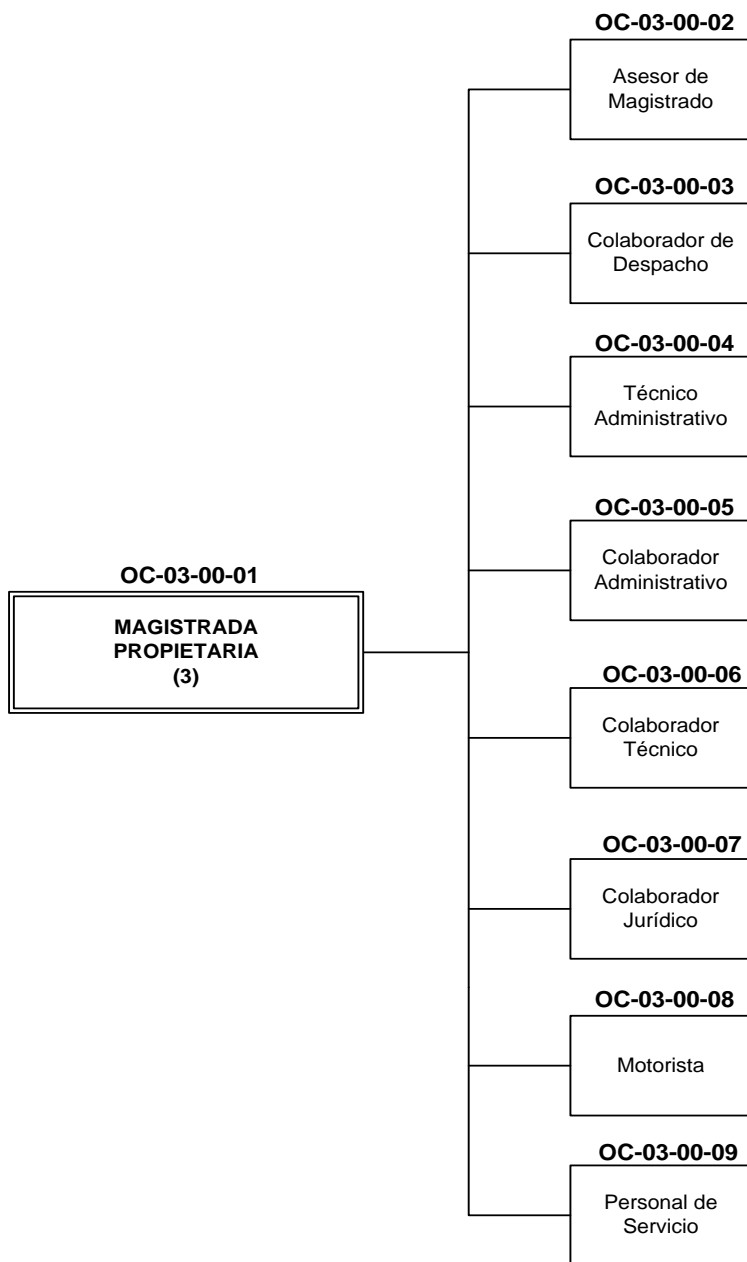 OC-03-00-02
Asesor de
Magistrado
OC-03-00-03
Colaborador de
Despacho
OC-03-00-04
Técnico
Administrativo
OC-03-00-05
Colaborador
Administrativo
OC-03-00-01
MAGISTRADA
PROPIETARIA
(3)
OC-03-00-06
Colaborador
Técnico
OC-03-00-07
Colaborador
Jurídico
OC-03-00-08
Motorista
OC-03-00-09
Personal de
Servicio